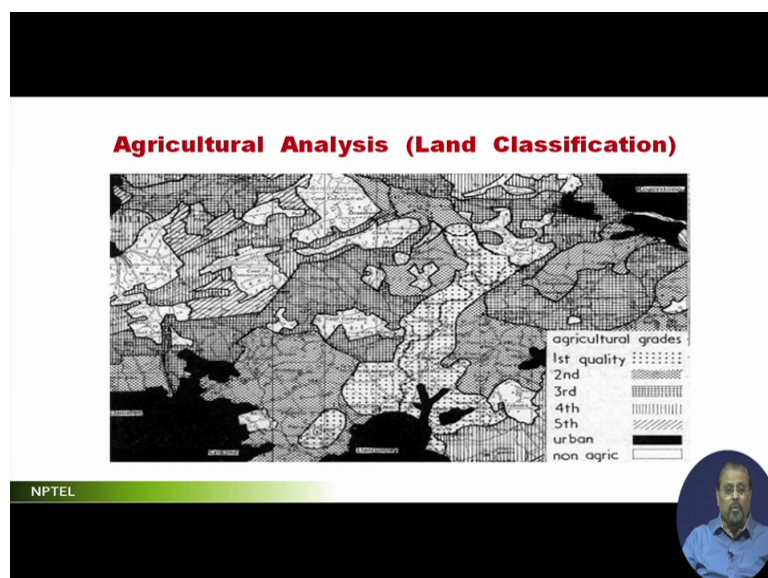 Agricultural Analysis (Land Classification)
agricultural grades
1st quality
2nd
3rd
4th
5th
urban
non agric
NPTEL